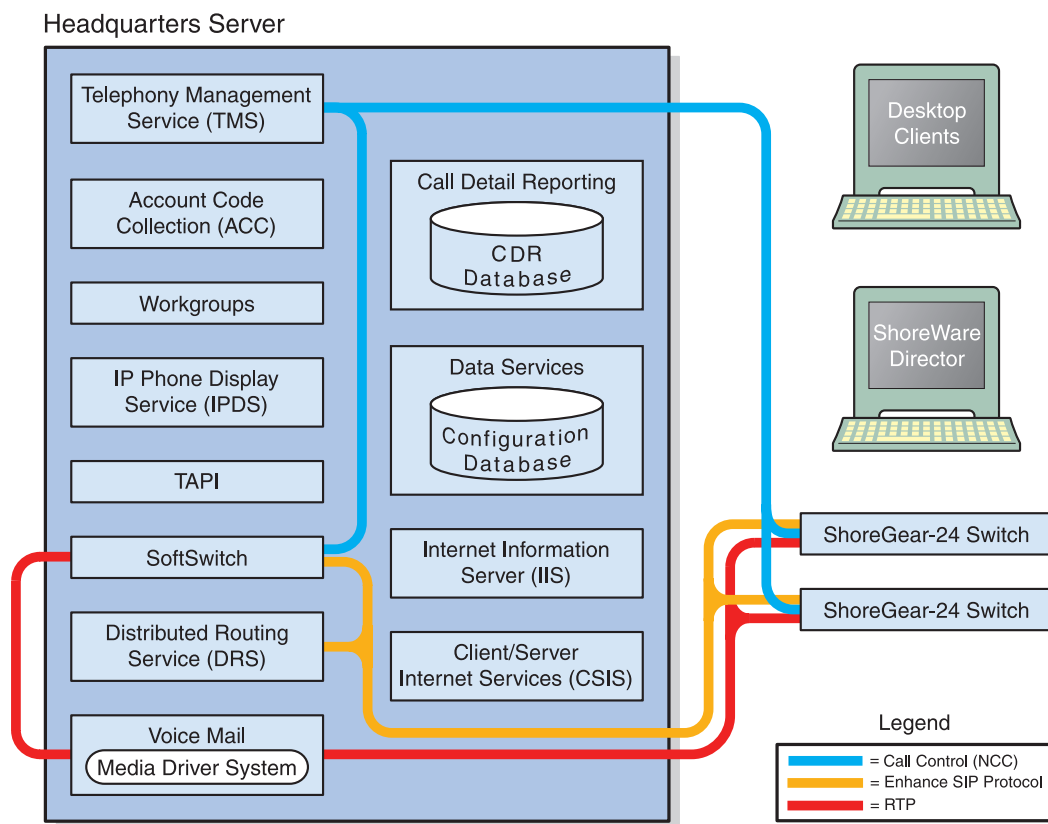 Headquarters Server
Telephony Management
Service (TMS)
Account Code
Collection (ACC)
Workgroups
IP Phone Display
Service (IPDS)
TAPI
SoftSwitch
Distributed Routing
Service (DRS)
Voice Mail
Media Driver System
Call Detail Reporting
CDR
Database
Data Services
Configuration
Database
Internet Information
Server (IIS)
Client/Server
Internet Services (CSIS)
Desktop
Clients
ShoreWare
Director
ShoreGear-24 Switch
ShoreGear-24 Switch
Legend
= Call Control (NCC)
= Enhance SIP Protocol
= RTP